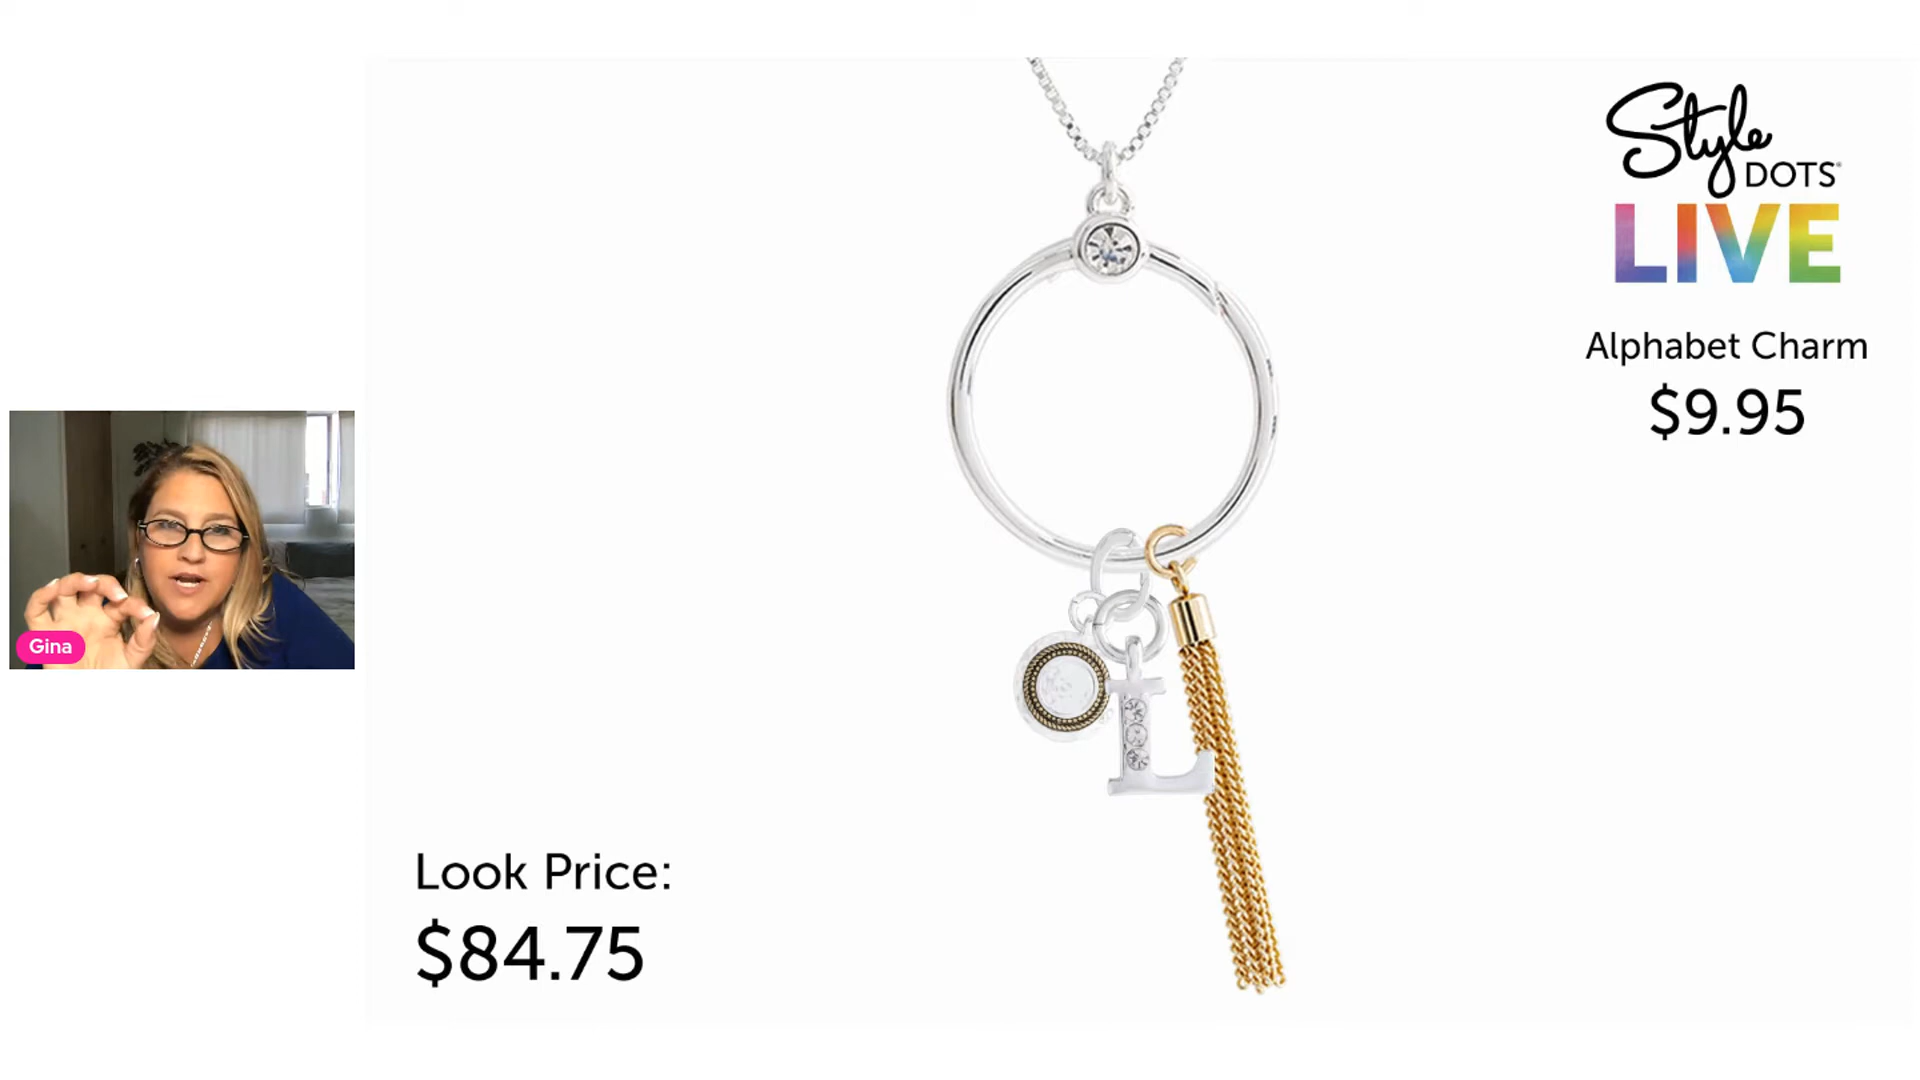 Style
DOTS®
LIVE
Alphabet Charm
$9.95
Gina
L
Look Price:
$84.75